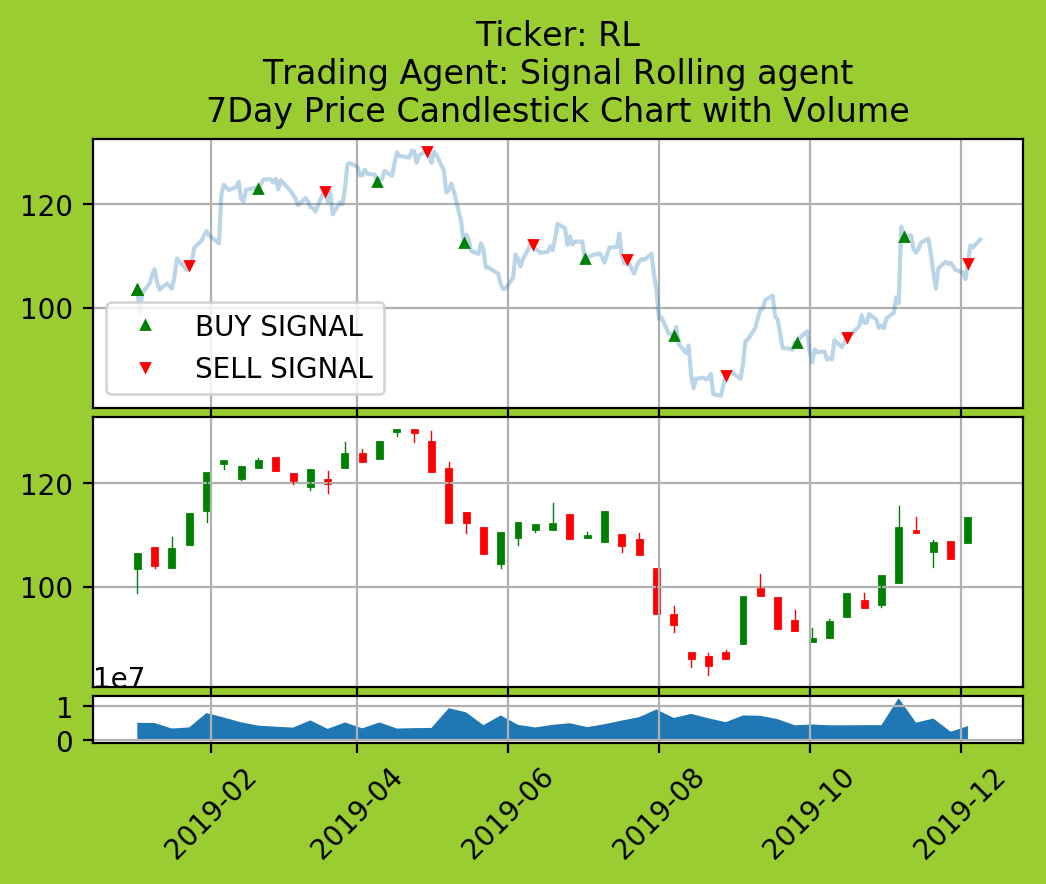 Ticker: RL
Trading Agent: Signal Rolling agent
7Day Price Candlestick Chart with Volume
120
100
BUY SIGNAL
SELL SIGNAL
120
100
1e7
1
0
2019-02
2019-04
2019-06
2019-08
2019-10
2019-12